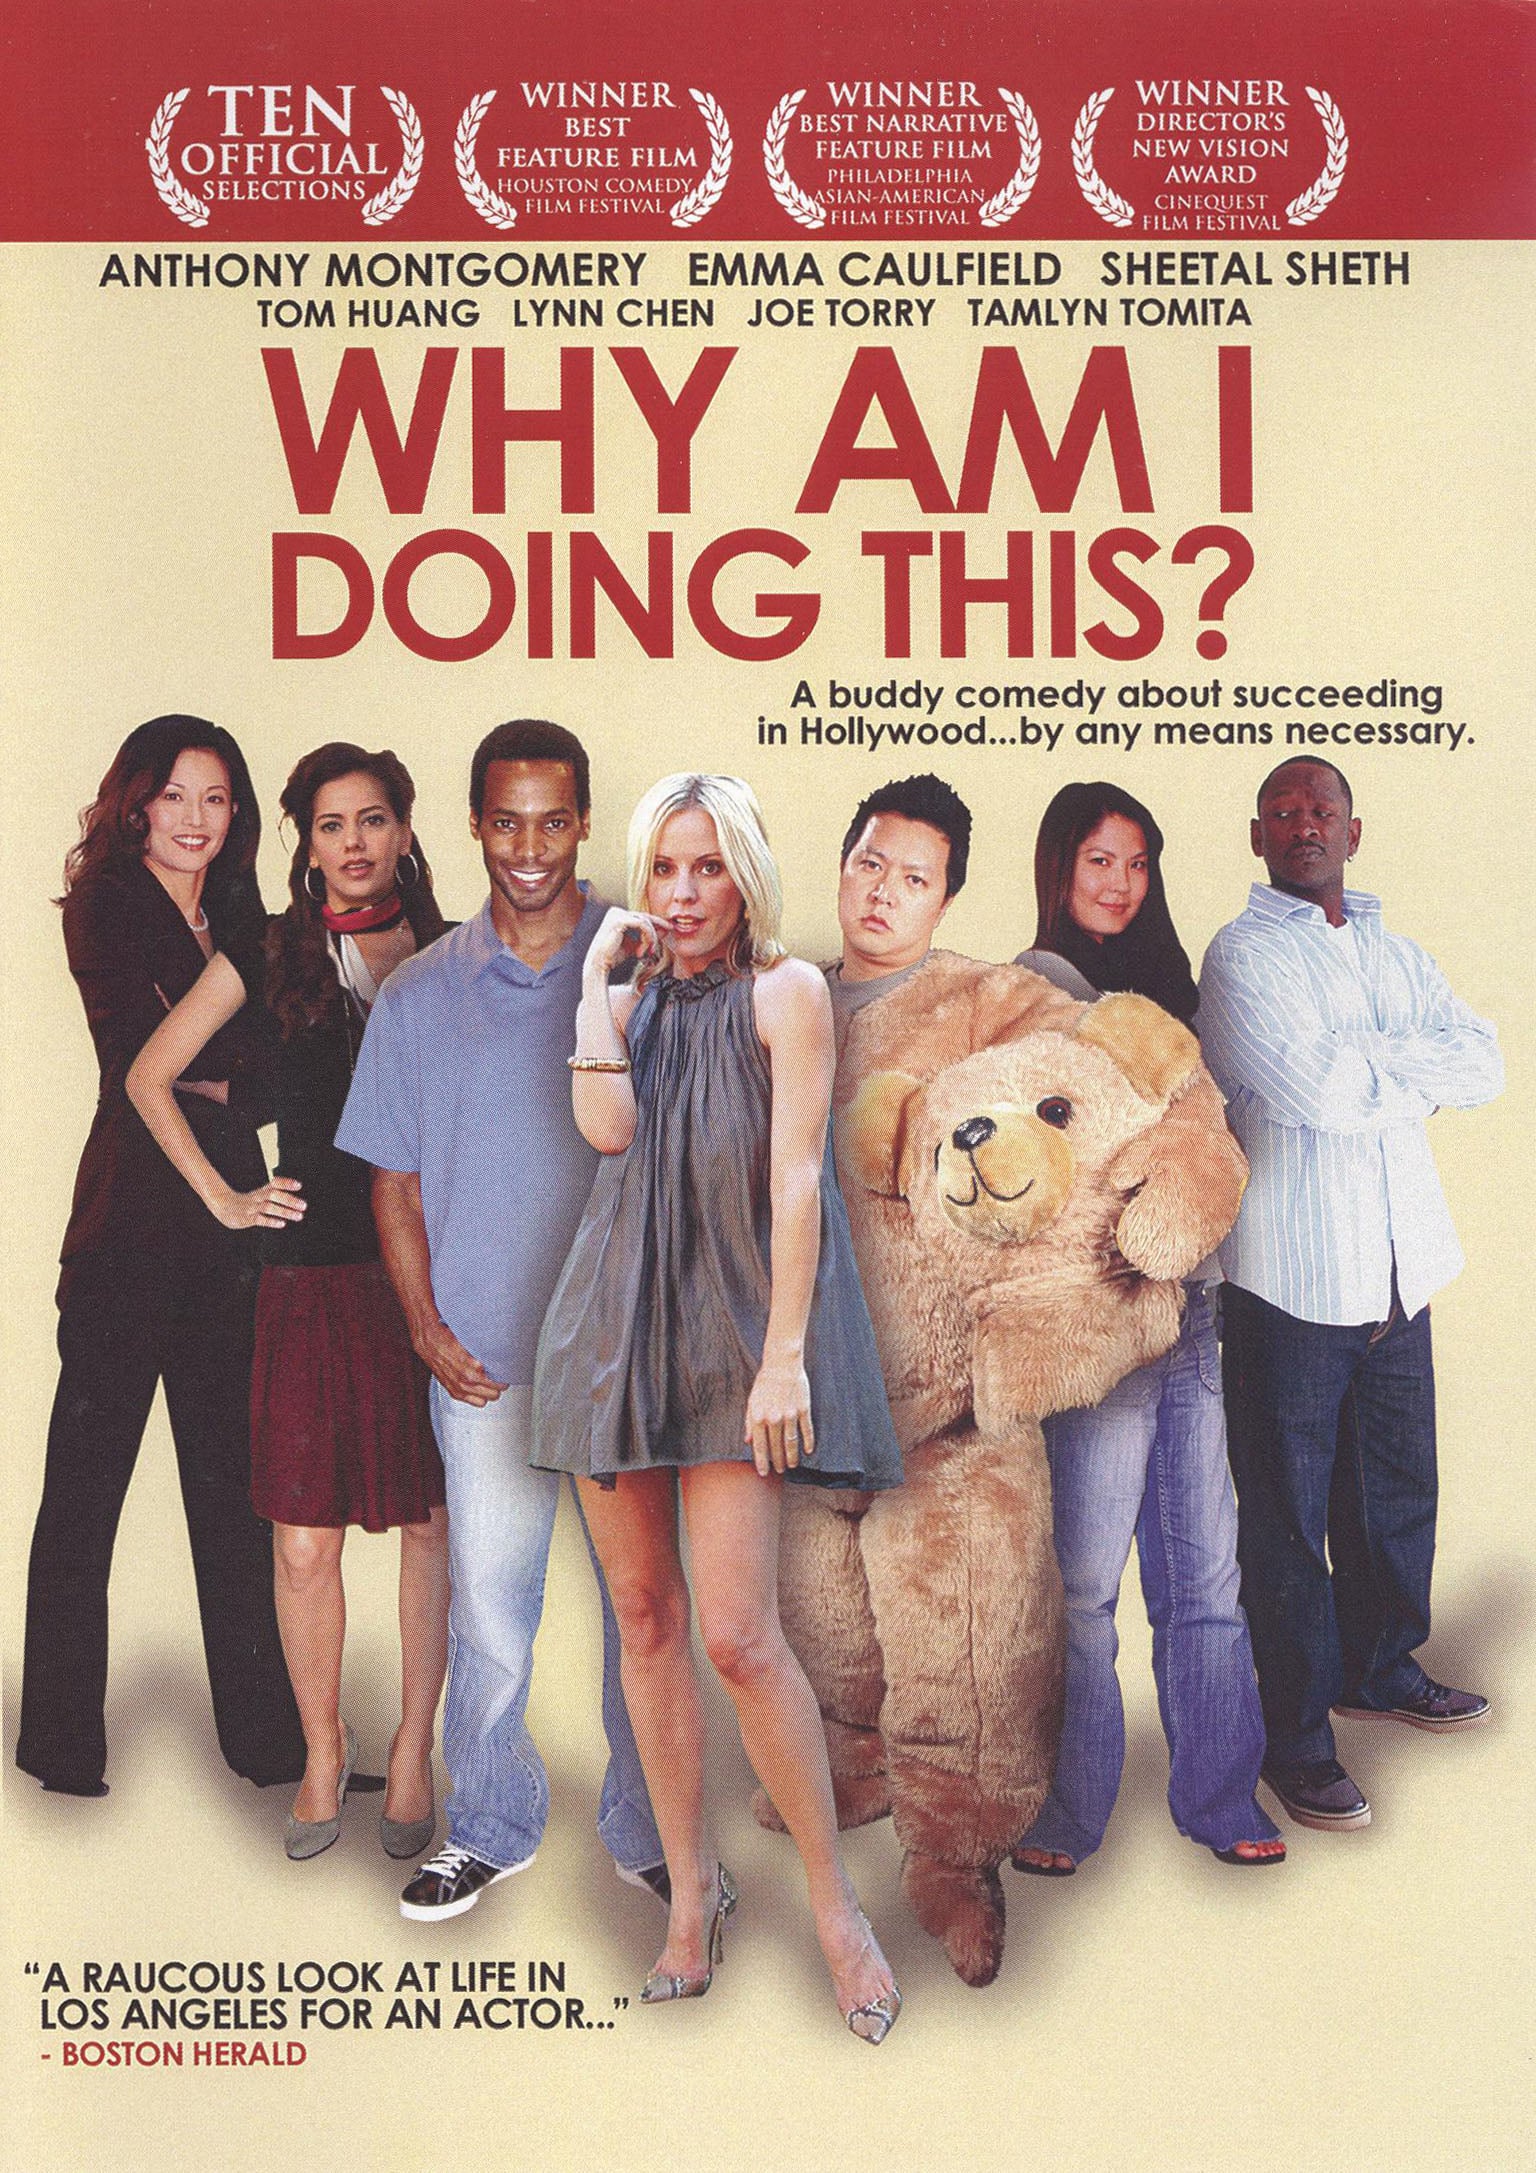 TEN
OFFICIAL
SELECTIONS
WINNER
BEST
FEATURE FILM
HOUSTON COMEDY
FILM FESTIVAL
WINNER
BEST NARRATIVE
FEATURE FILM
PHILADELPHIA
ASIAN-AMERICAN
FILM FESTIVAL
WINNER
DIRECTOR'S
NEW VISION
AWARD
CINEQUEST
FILM FESTIVAL
ANTHONY MONTGOMERY EMMA CAULFIELD SHEETAL SHETH
TOM HUANG LYNN CHEN JOE TORRY TAMLYN TOMITA
WHY AM I
DOING THIS?
A buddy comedy about succeeding
in Hollywood...by any means necessary.
“A RAUCOUS LOOK AT LIFE IN
LOS ANGELES FOR AN ACTOR...”
- BOSTON HERALD